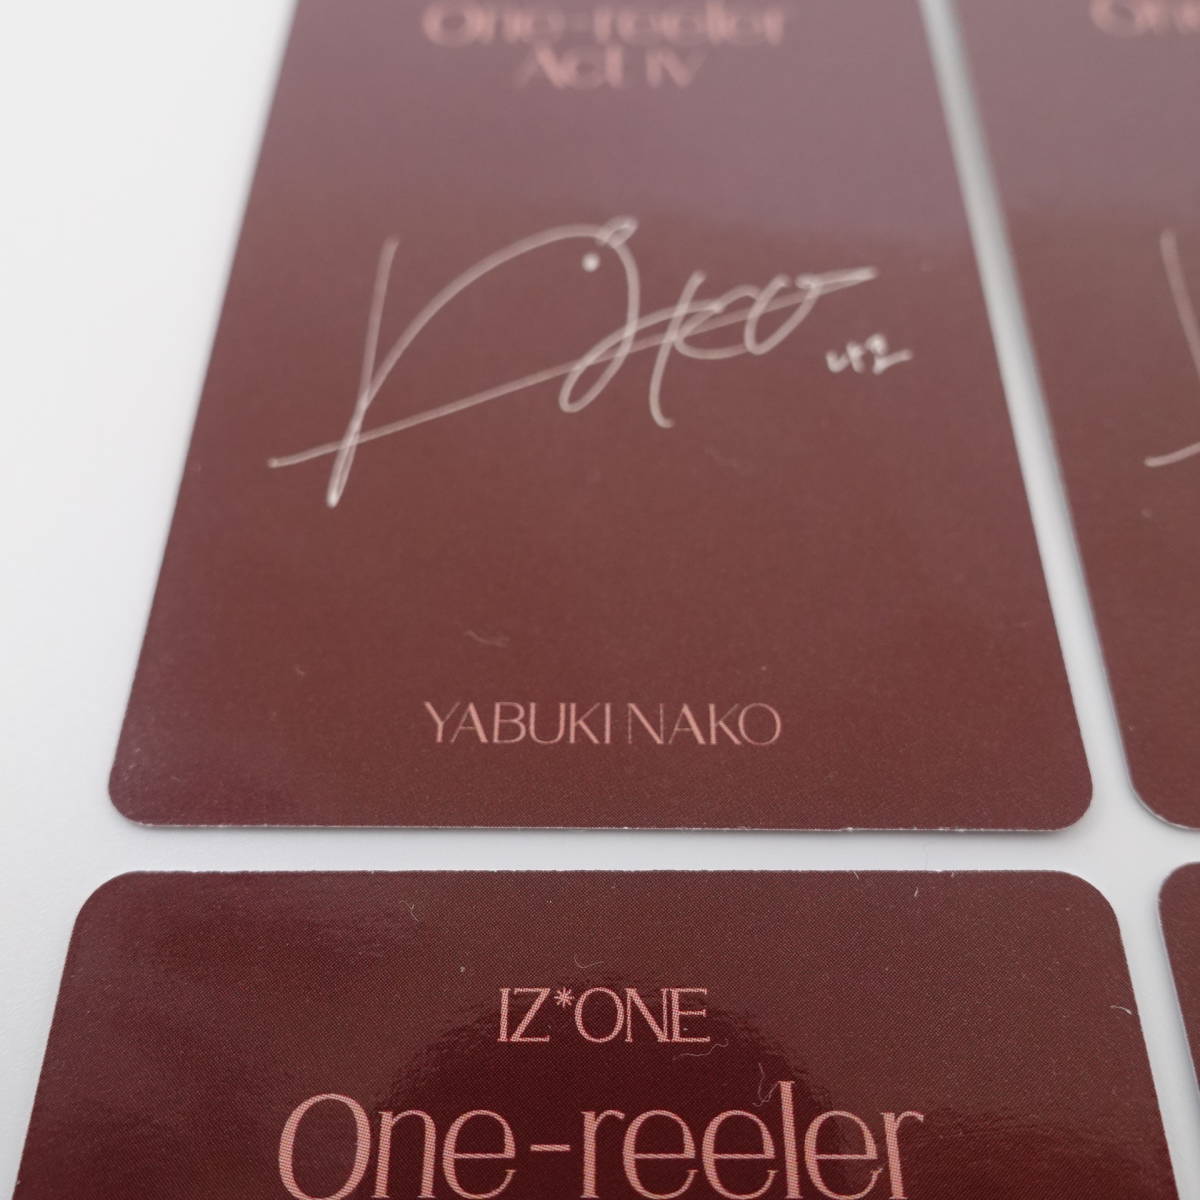 One-reeler
Act IV
나코
YABUKI NAKO
IZ*ONE
One-reeler